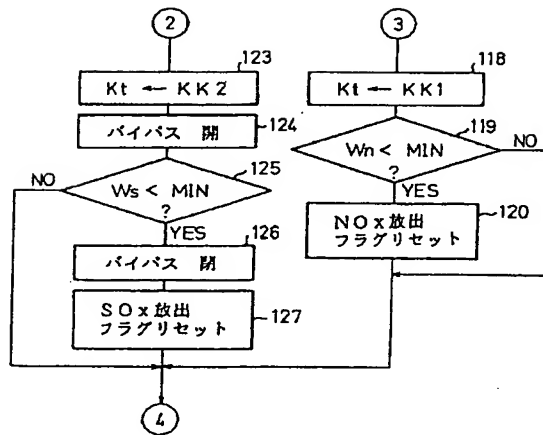 2
3
123
Kt ← KK2
118
Kt ← KK1
バイパス 開
124
119
Wn < MIN
?
NO
YES
125
Ws < MIN
?
NO
YES
NOx放出
フラグリセット
120
126
バイパス 閉
SOx放出
フラグリセット
127
4